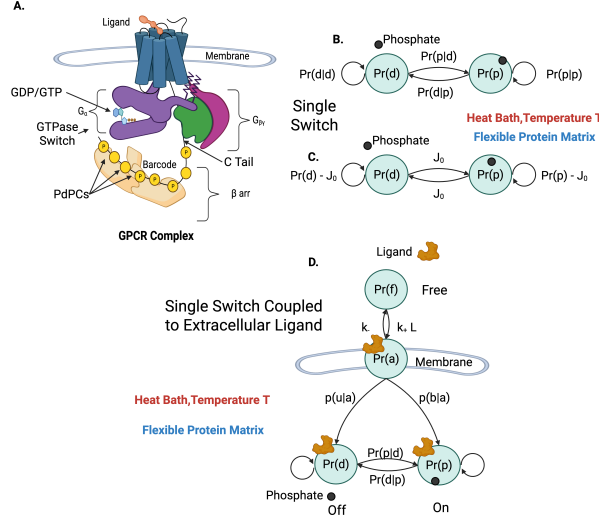 A.
Ligand
Membrane
GDP/GTP
Gα
GTPase
Switch
Gβγ
P
Barcode
P
P
P
P
C Tail
PdPCs
β arr
GPCR Complex
B.
Phosphate
Pr(p|d)
Pr(d|d)
Pr(d)
Pr(p)
Pr(p|p)
Pr(d|p)
Single
Switch
Heat Bath,Temperature T
Flexible Protein Matrix
C.
Phosphate
J₀
Pr(d) - J₀
Pr(d)
Pr(p)
Pr(p) - J₀
J₀
D.
Ligand
Pr(f)
Free
Single Switch Coupled
to Extracellular Ligand
k-
k+ L
Pr(a)
Membrane
p(u|a)
p(b|a)
Heat Bath,Temperature T
Flexible Protein Matrix
Pr(p|d)
Pr(d)
Pr(p)
Pr(d|p)
Phosphate
Off
On